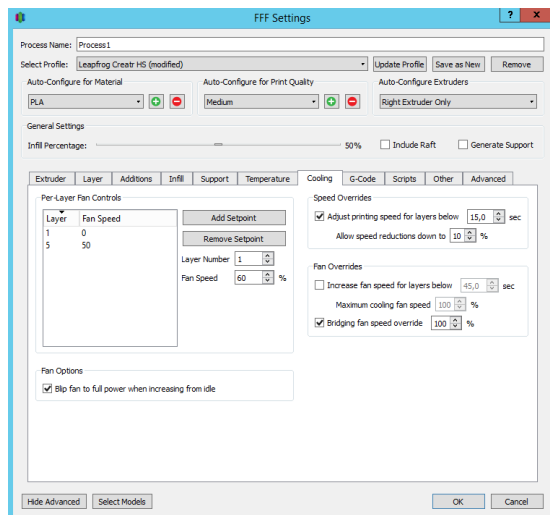 FFF Settings
? X
Process Name: Process1
Select Profile: Leapfrog Creatr HS (modified) Update Profile Save as New Remove
Auto-Configure for Material
PLA
Auto-Configure for Print Quality
Medium
Auto-Configure Extruders
Right Extruder Only
General Settings
Infill Percentage: 50% Include Raft Generate Support
Extruder Layer Additions Infill Support Temperature Cooling G-Code Scripts Other Advanced
Per-Layer Fan Controls
Layer Fan Speed
1 0
5 50
Add Setpoint
Remove Setpoint
Layer Number 1
Fan Speed 60 %
Fan Options
Blip fan to full power when increasing from idle
Speed Overrides
Adjust printing speed for layers below 15,0 sec
Allow speed reductions down to 10 %
Fan Overrides
Increase fan speed for layers below 45,0 sec
Maximum cooling fan speed 100 %
Bridging fan speed override 100 %
Hide Advanced Select Models OK Cancel